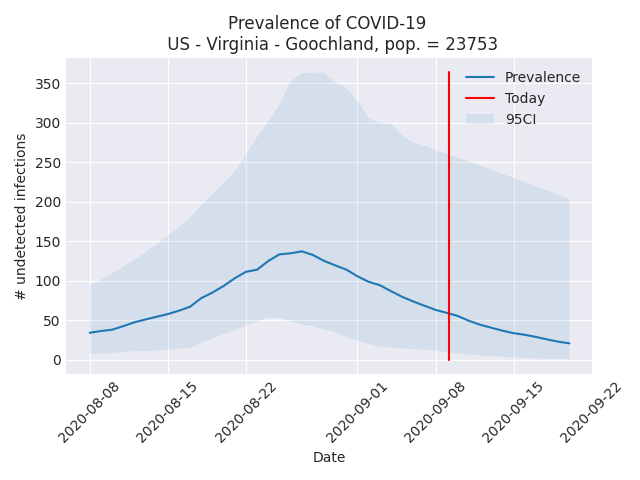 Prevalence of COVID-19
US - Virginia - Goochland, pop. = 23753
Prevalence
Today
95CI
# undetected infections
350
300
250
200
150
100
50
0
2020-08-08
2020-08-15
2020-08-22
2020-09-01
2020-09-08
2020-09-15
2020-09-22
Date